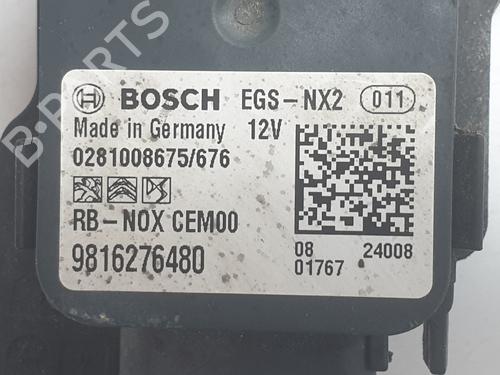 BOSCH EGS-NX2 011
Made in Germany 12V
0281008675/676
RB-NOX CEM00
9816276480
08 24008
01767
B-PARTS